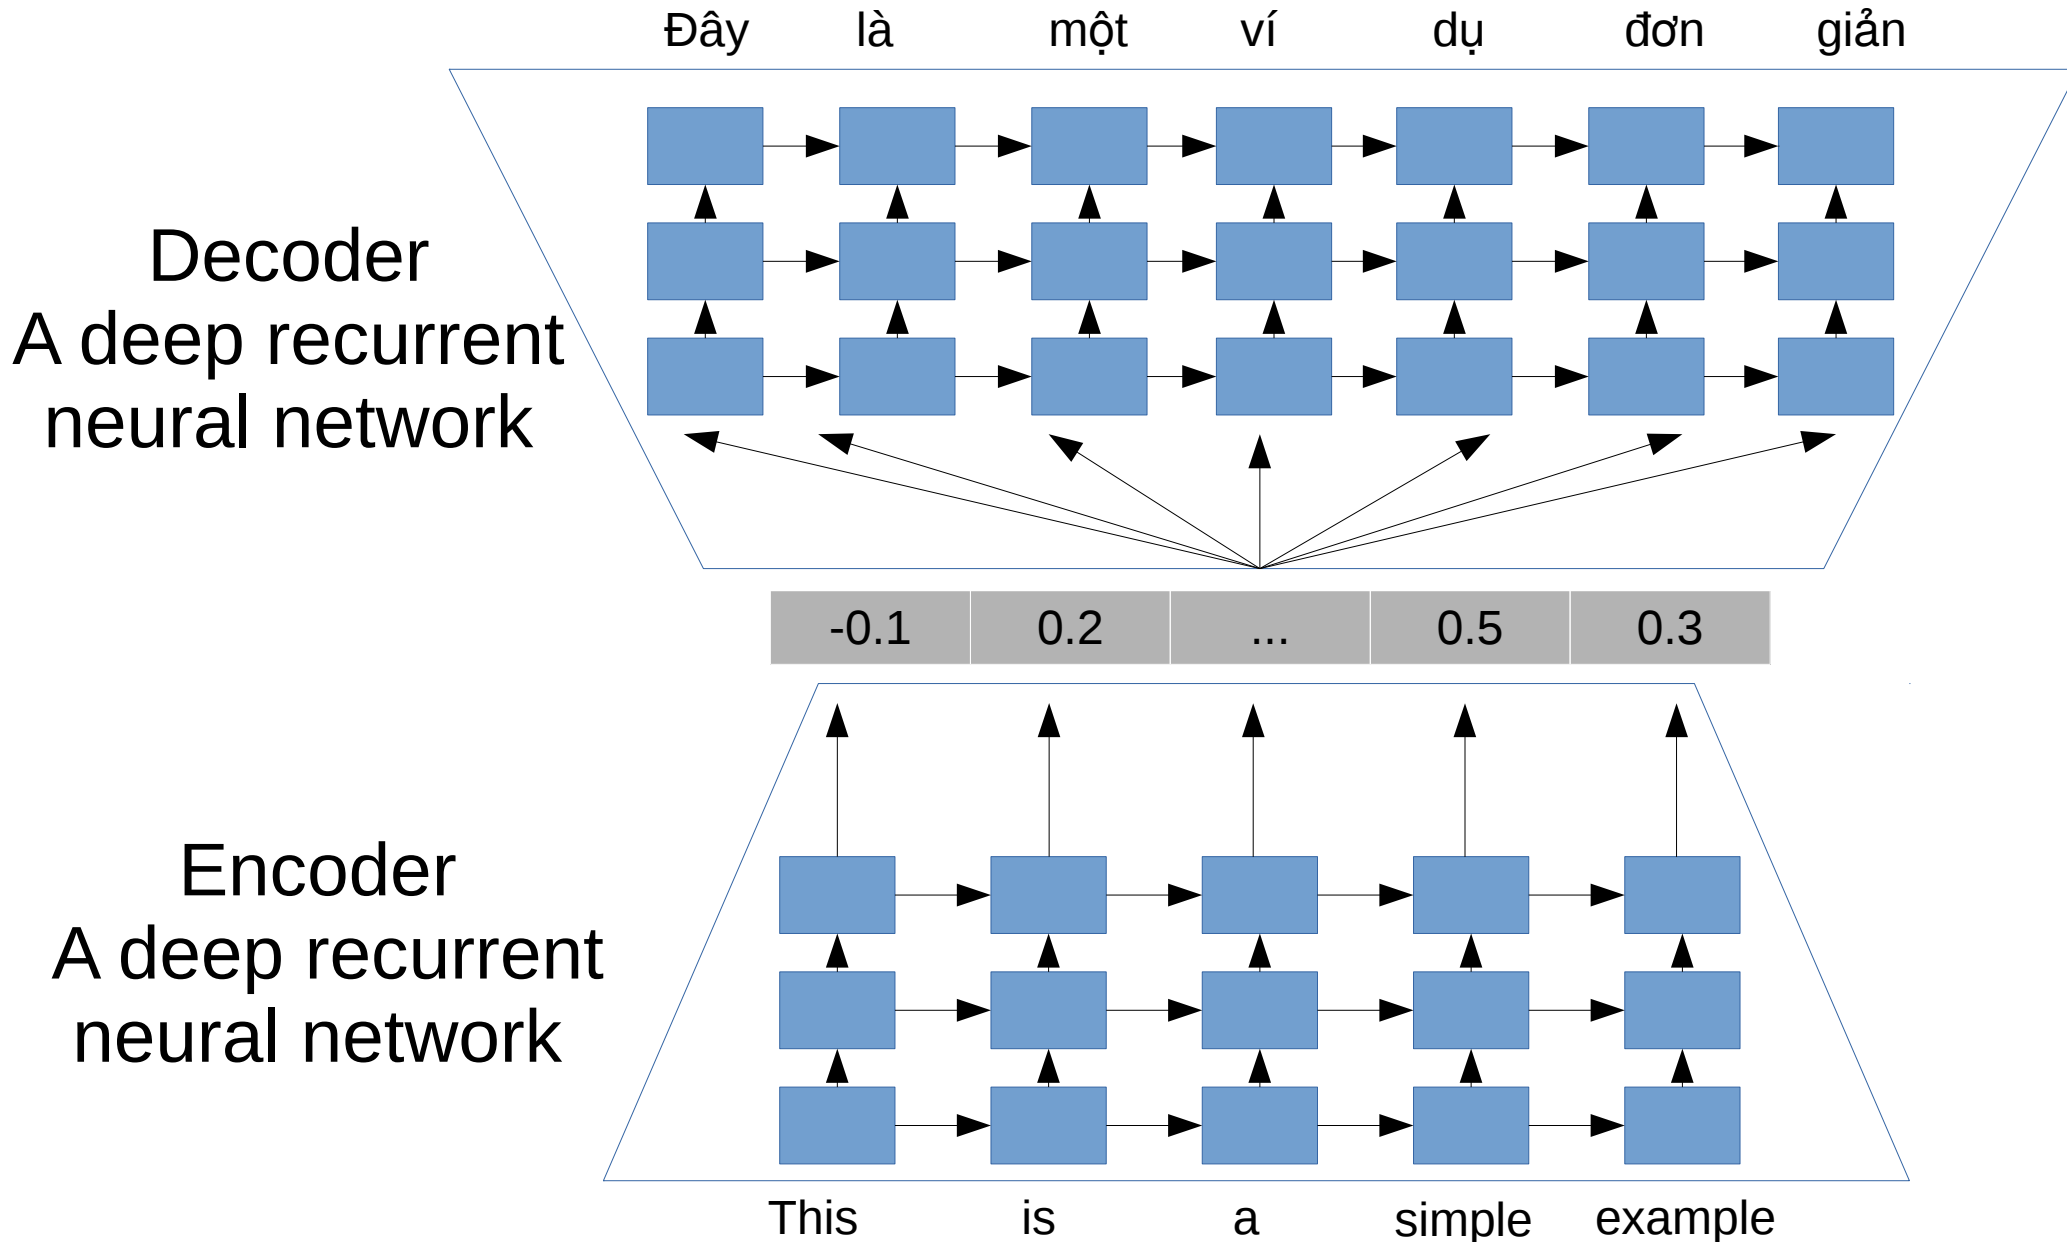 Đây là một ví dụ đơn giản
Decoder
A deep recurrent
neural network
-0.1 0.2 ... 0.5 0.3
Encoder
A deep recurrent
neural network
This is a simple example